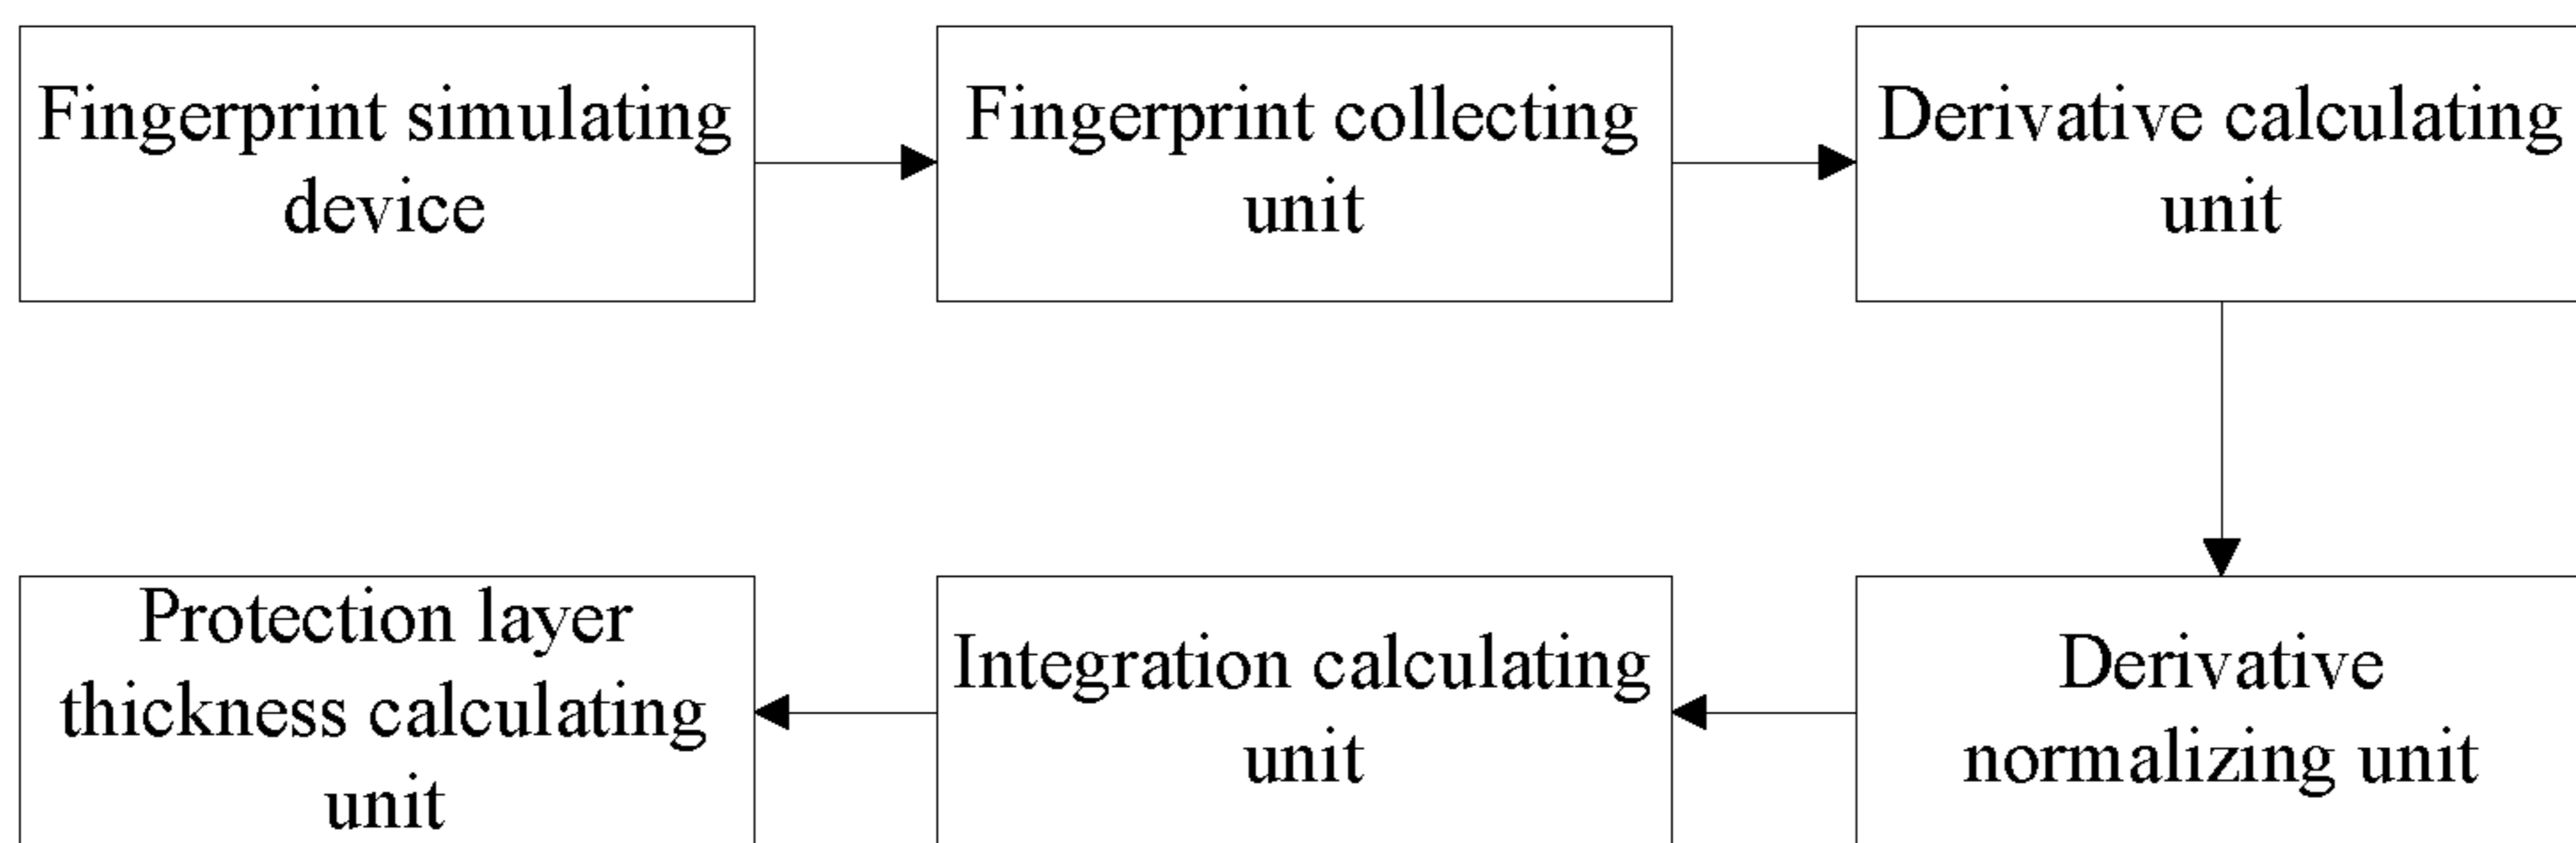 Fingerprint simulating
device
Fingerprint collecting
unit
Derivative calculating
unit
Protection layer
thickness calculating
unit
Integration calculating
unit
Derivative
normalizing unit